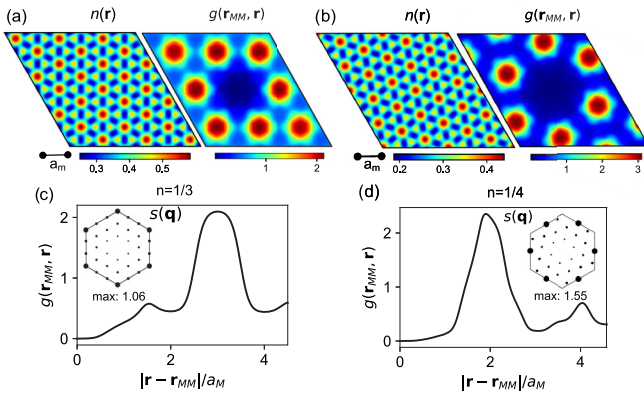 (a) n(r) g(r_MM, r) (b) n(r) g(r_MM, r)
a_m 0.3 0.4 0.5 1 2 a_m 0.2 0.3 0.4 1 2 3
(c) n=1/3 (d) n=1/4
s(q)
max: 1.06
g(r_MM, r)
2
1
0
0 2 4
|r − r_MM|/a_M
s(q)
max: 1.55
g(r_MM, r)
2
1
0
0 1 2 3 4
|r − r_MM|/a_M